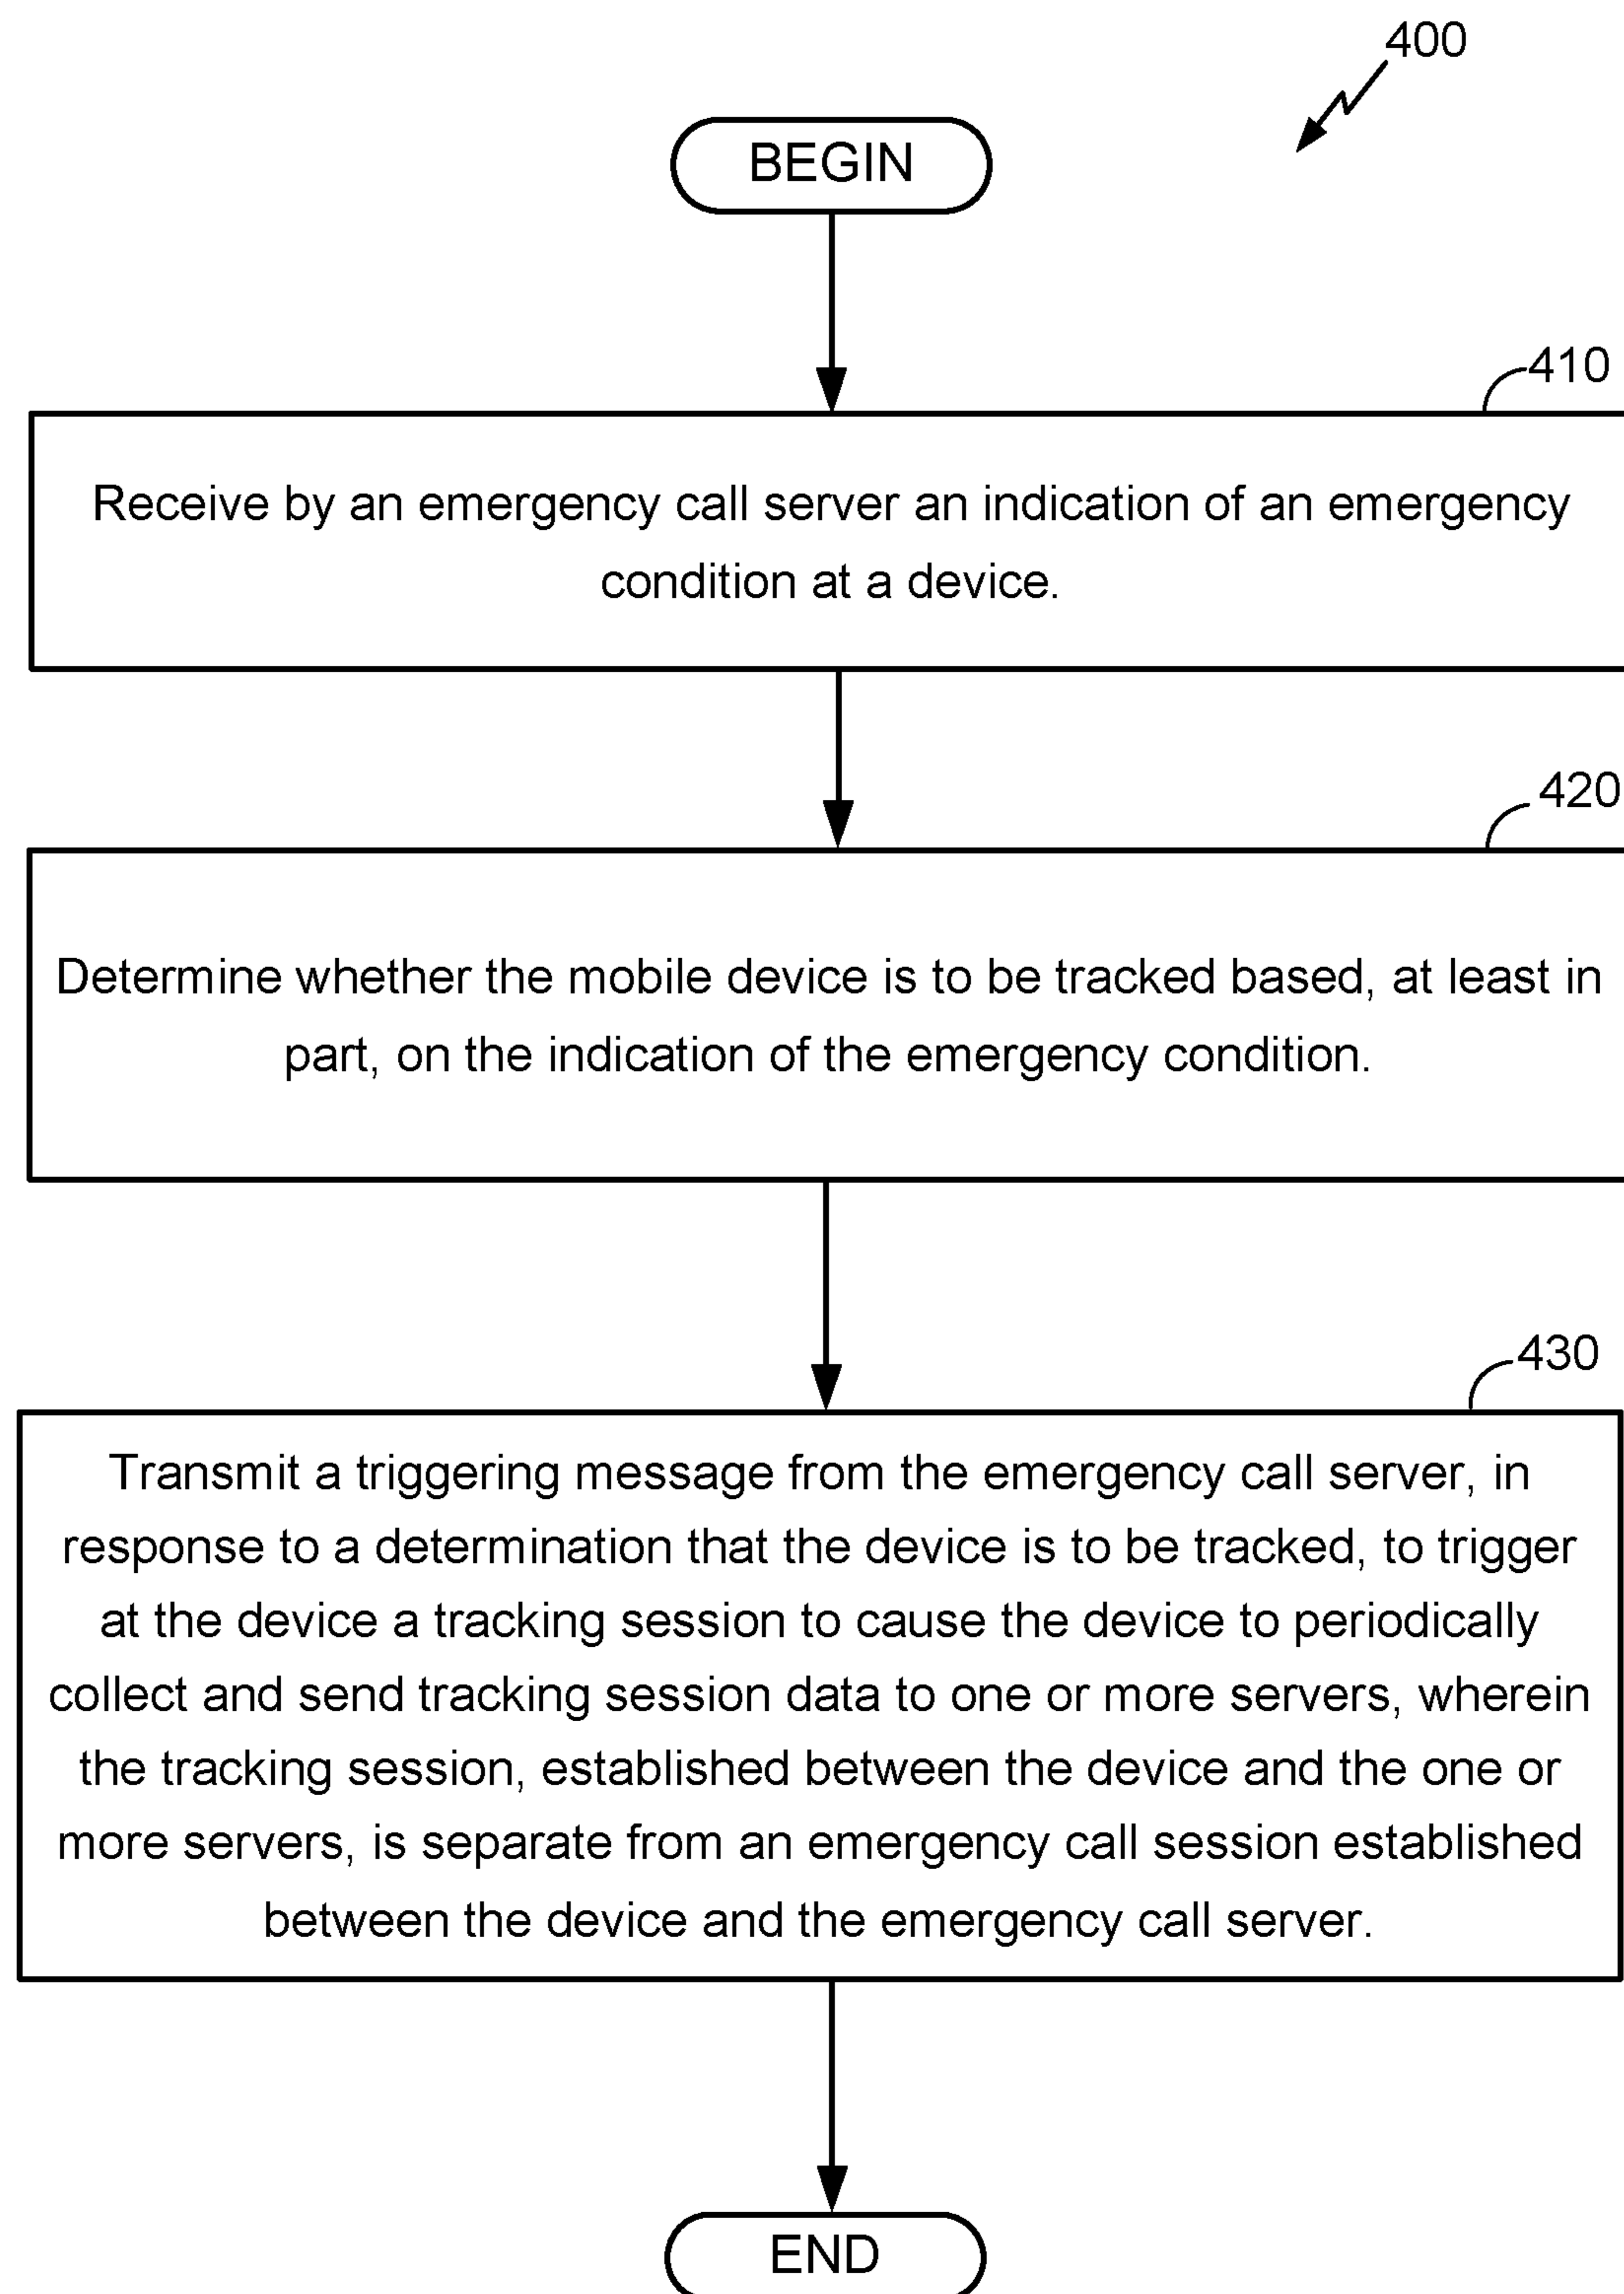 400
BEGIN
410
Receive by an emergency call server an indication of an emergency
condition at a device.
420
Determine whether the mobile device is to be tracked based, at least in
part, on the indication of the emergency condition.
430
Transmit a triggering message from the emergency call server, in
response to a determination that the device is to be tracked, to trigger
at the device a tracking session to cause the device to periodically
collect and send tracking session data to one or more servers, wherein
the tracking session, established between the device and the one or
more servers, is separate from an emergency call session established
between the device and the emergency call server.
END